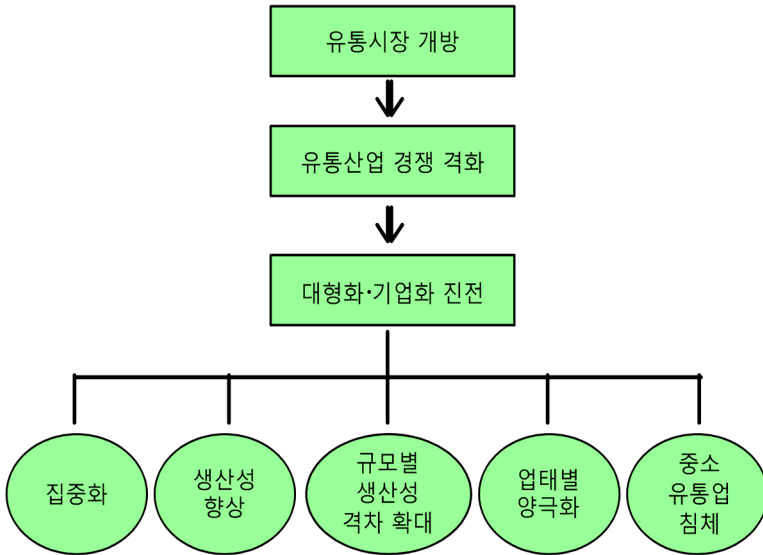 유통시장 개방
유통산업 경쟁 격화
대형화·기업화 진전
집중화
생산성
향상
규모별
생산성
격차 확대
업태별
양극화
중소
유통업
침체